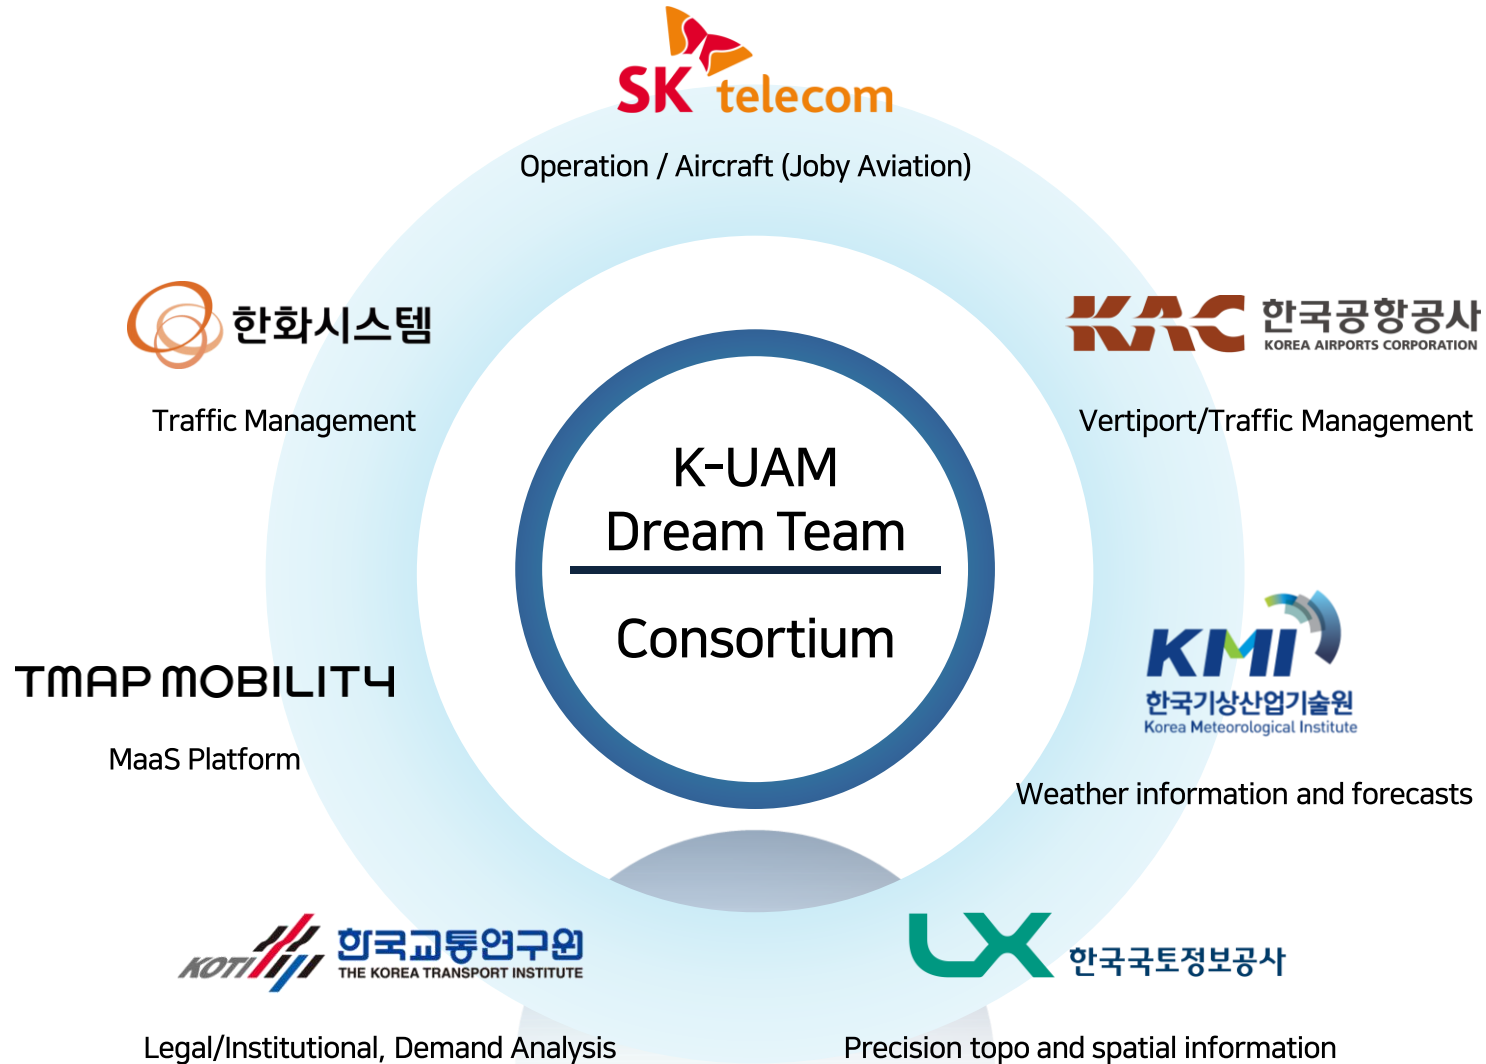 SK telecom
Operation / Aircraft (Joby Aviation)
한화시스템
Traffic Management
KAC 한국공항공사
KOREA AIRPORTS CORPORATION
Vertiport/Traffic Management
K-UAM
Dream Team
Consortium
TMAP MOBILITY
MaaS Platform
KMI
한국기상산업기술원
Korea Meteorological Institute
Weather information and forecasts
KOTI 한국교통연구원
THE KOREA TRANSPORT INSTITUTE
Legal/Institutional, Demand Analysis
LX 한국국토정보공사
Precision topo and spatial information